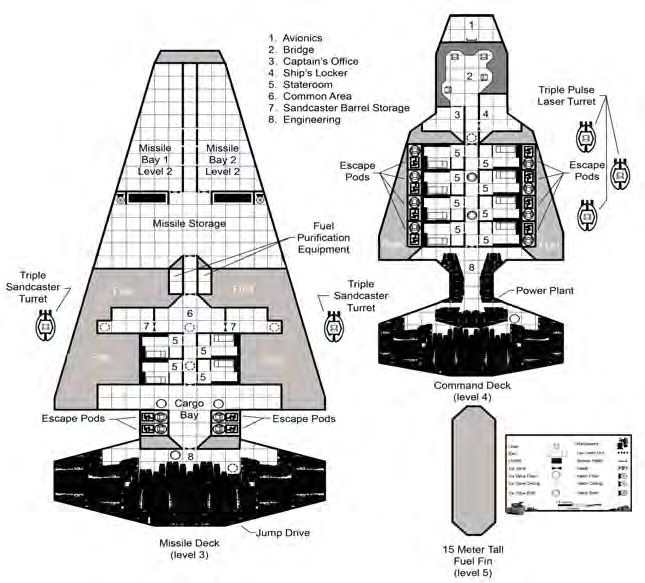 1. Avionics
2. Bridge
3. Captain's Office
4. Ship's Locker
5. Stateroom
6. Common Area
7. Sandcaster Barrel Storage
8. Engineering
1
2
3
4
Triple Pulse
Laser Turret
Missile
Bay 1
Level 2
Missile
Bay 2
Level 2
Escape
Pods
5
5
5
5
5
5
5
5
Escape
Pods
Missile Storage
Fuel
Purification
Equipment
Fuel
Fuel
8
Power Plant
Triple
Sandcaster
Turret
Triple
Sandcaster
Turret
6
7
7
5
5
5
5
Command Deck
(level 4)
Cargo
Bay
Escape Pods
Escape Pods
8
Jump Drive
Missile Deck
(level 3)
15 Meter Tall
Fuel Fin
(level 5)